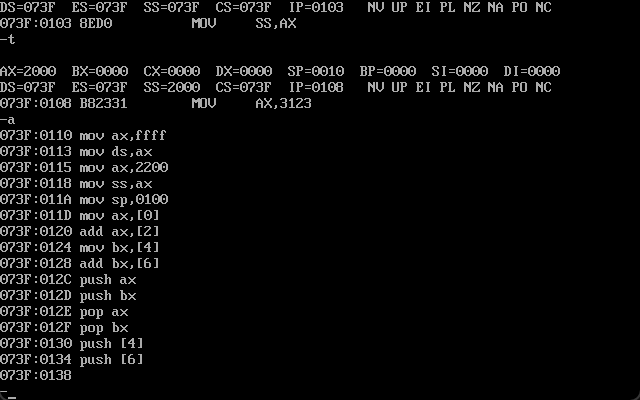 DS=073F  ES=073F  SS=073F  CS=073F  IP=0103   NV UP EI PL NZ NA PO NC
073F:0103 8ED0          MOV     SS,AX
-t
AX=2000  BX=0000  CX=0000  DX=0000  SP=0010  BP=0000  SI=0000  DI=0000
DS=073F  ES=073F  SS=2000  CS=073F  IP=0108   NV UP EI PL NZ NA PO NC
073F:0108 B82331        MOV     AX,3123
-a
073F:0110 mov ax,ffff
073F:0113 mov ds,ax
073F:0115 mov ax,2200
073F:0118 mov ss,ax
073F:011A mov sp,0100
073F:011D mov ax,[0]
073F:0120 add ax,[2]
073F:0124 mov bx,[4]
073F:0128 add bx,[6]
073F:012C push ax
073F:012D push bx
073F:012E pop ax
073F:012F pop bx
073F:0130 push [4]
073F:0134 push [6]
073F:0138
-_